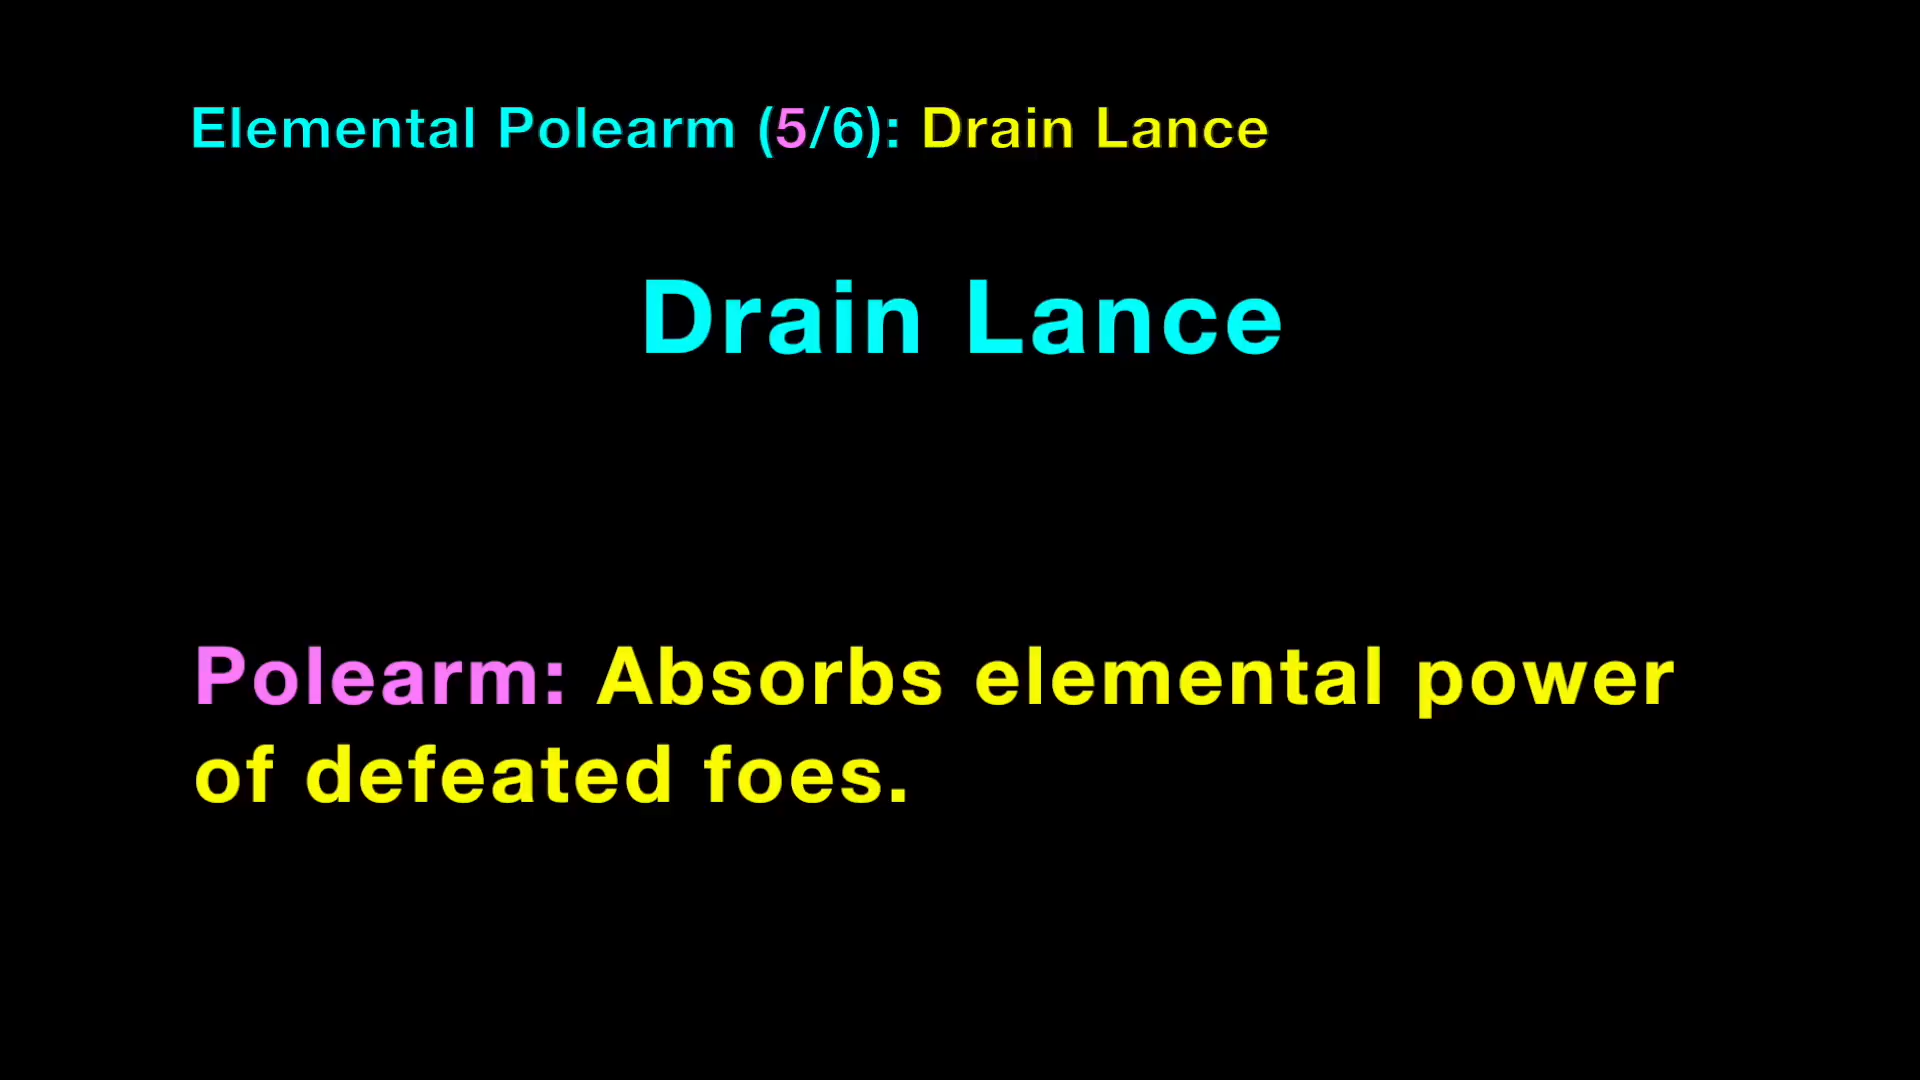 Elemental Polearm (5/6): Drain Lance
Drain Lance
Polearm: Absorbs elemental power
of defeated foes.